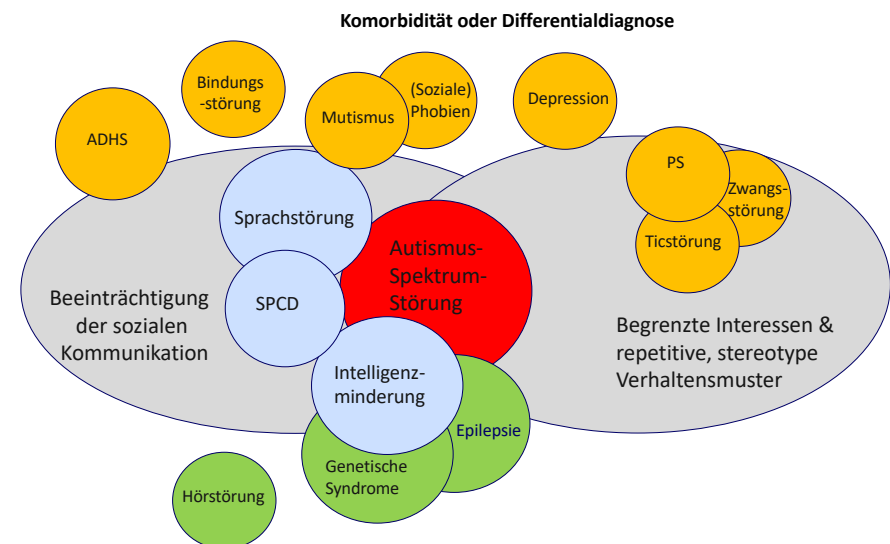 Komorbidität oder Differentialdiagnose
Bindungs
-störung
(Soziale)
Phobien
Mutismus
Depression
ADHS
PS
Zwangs-
störung
Ticstörung
Sprachstörung
Autismus-
Spektrum-
Störung
Beeinträchtigung
der sozialen
Kommunikation
SPCD
Begrenzte Interessen &
repetitive, stereotype
Verhaltensmuster
Intelligenz-
minderung
Epilepsie
Genetische
Syndrome
Hörstörung